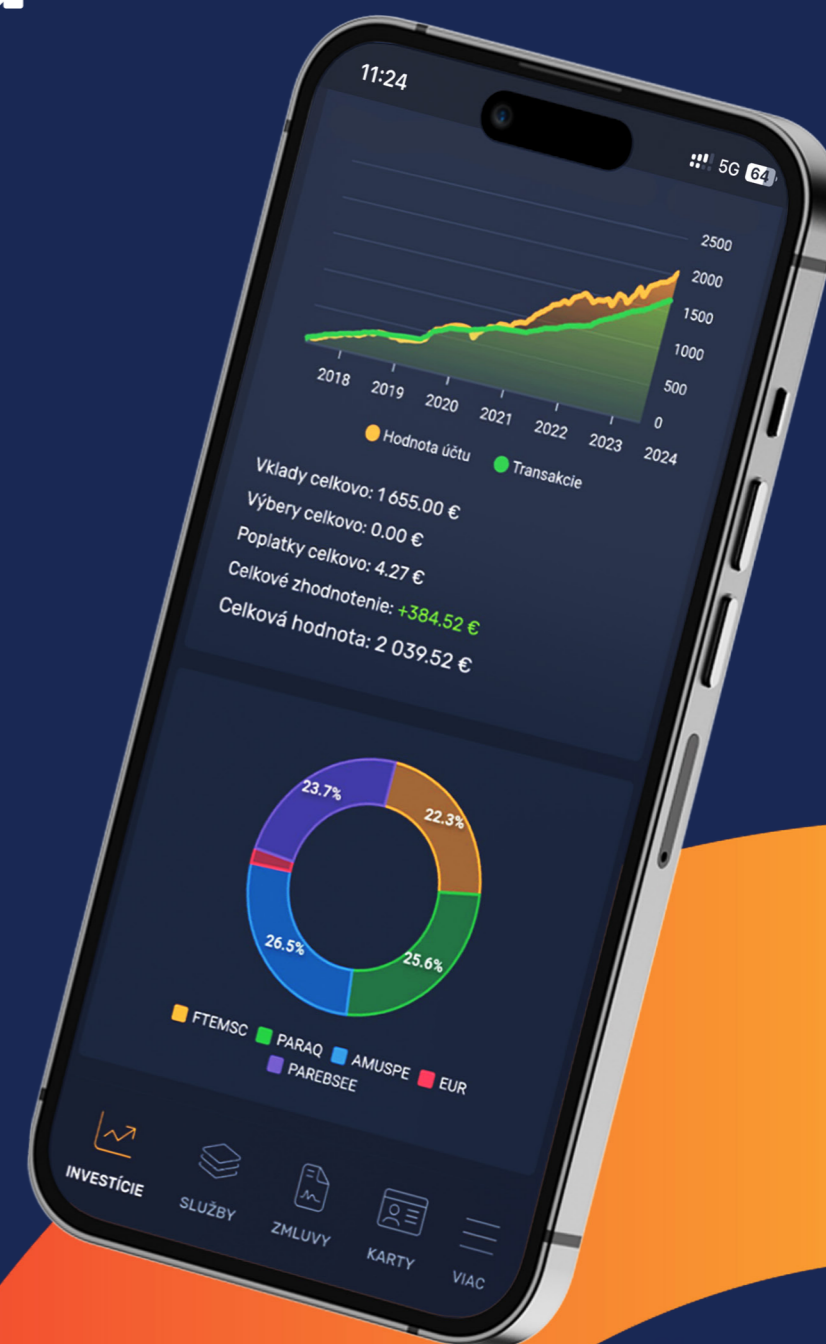 11:24
5G 64
2500
2000
1500
1000
500
0
2018 2019 2020 2021 2022 2023 2024
Hodnota účtu Transakcie
Vklady celkovo: 1 655.00 €
Výbery celkovo: 0.00 €
Poplatky celkovo: 4.27 €
Celkové zhodnotenie: +384.52 €
Celková hodnota: 2 039.52 €
23.7% 22.3%
26.5% 25.6%
FTEMSC PARAQ AMUSPE EUR
PAREBSEE
INVESTÍCIE SLUŽBY ZMLUVY KARTY VIAC